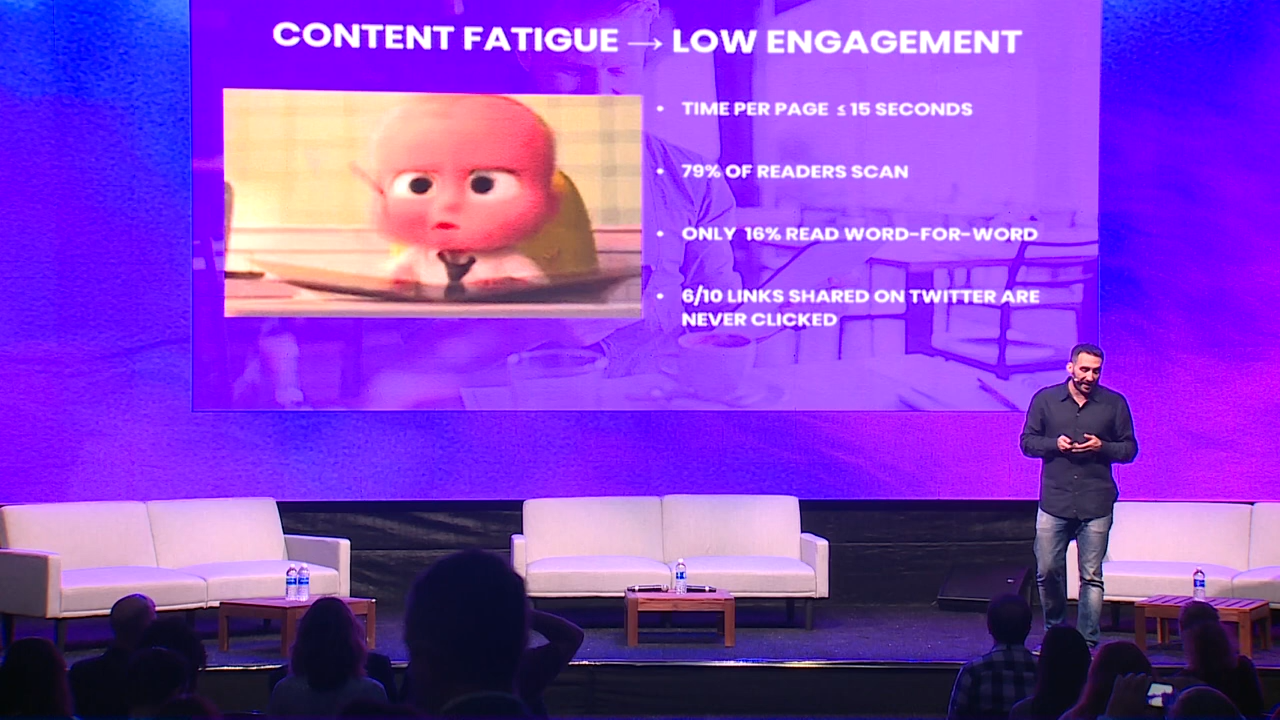 CONTENT FATIGUE → LOW ENGAGEMENT
• TIME PER PAGE ≤ 15 SECONDS
• 79% OF READERS SCAN
• ONLY 16% READ WORD-FOR-WORD
• 6/10 LINKS SHARED ON TWITTER ARE
NEVER CLICKED